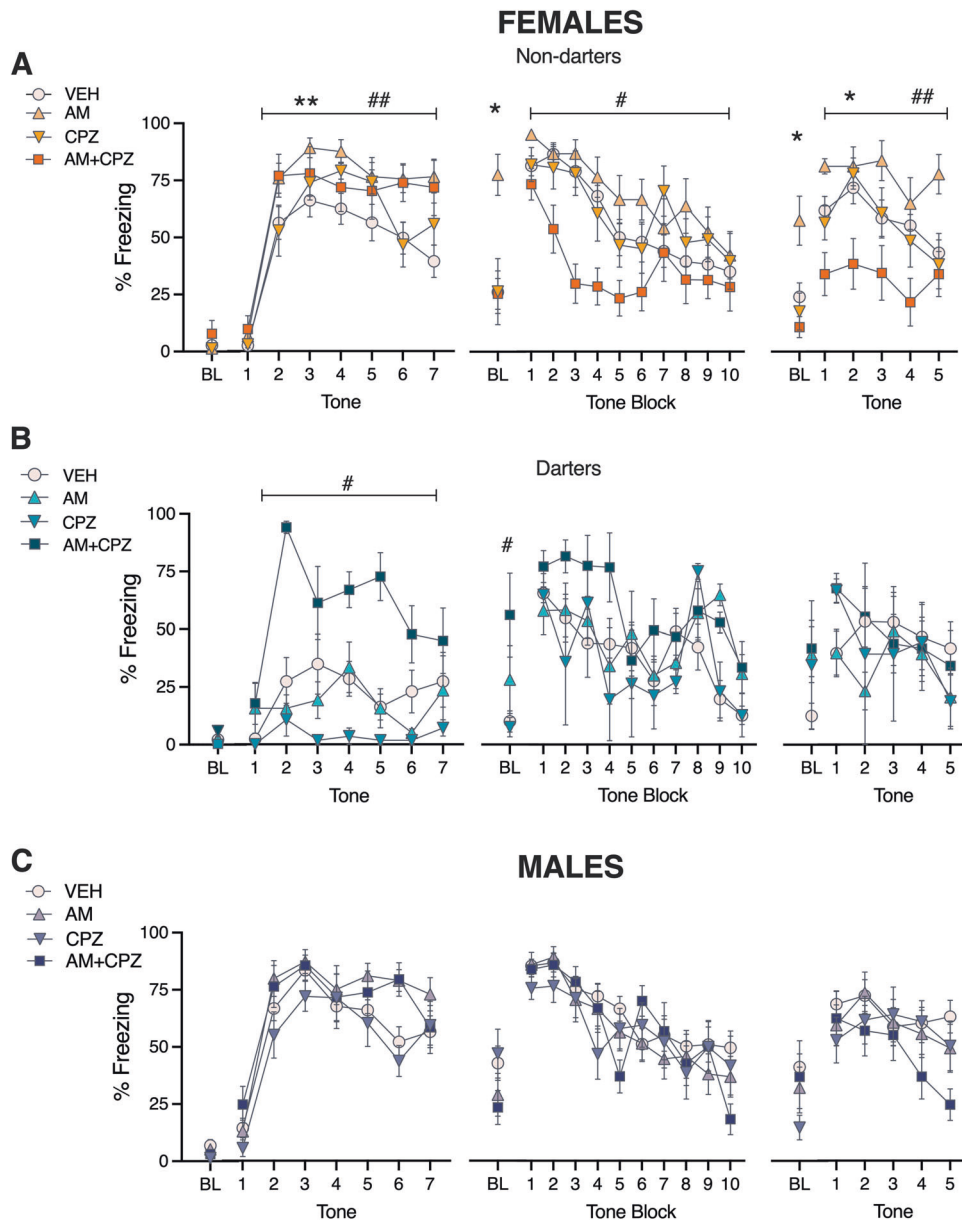 FEMALES
Non-darters
A
VEH
AM
CPZ
AM+CPZ
** ## * # * * ##
% Freezing
100
75
50
25
0
BL 1 2 3 4 5 6 7 BL 1 2 3 4 5 6 7 8 9 10 BL 1 2 3 4 5
Tone Tone Block Tone
B
Darters
VEH
AM
CPZ
AM+CPZ
# #
% Freezing
100
75
50
25
0
BL 1 2 3 4 5 6 7 BL 1 2 3 4 5 6 7 8 9 10 BL 1 2 3 4 5
Tone Tone Block Tone
C
MALES
VEH
AM
CPZ
AM+CPZ
% Freezing
100
75
50
25
0
BL 1 2 3 4 5 6 7 BL 1 2 3 4 5 6 7 8 9 10 BL 1 2 3 4 5
Tone Tone Block Tone